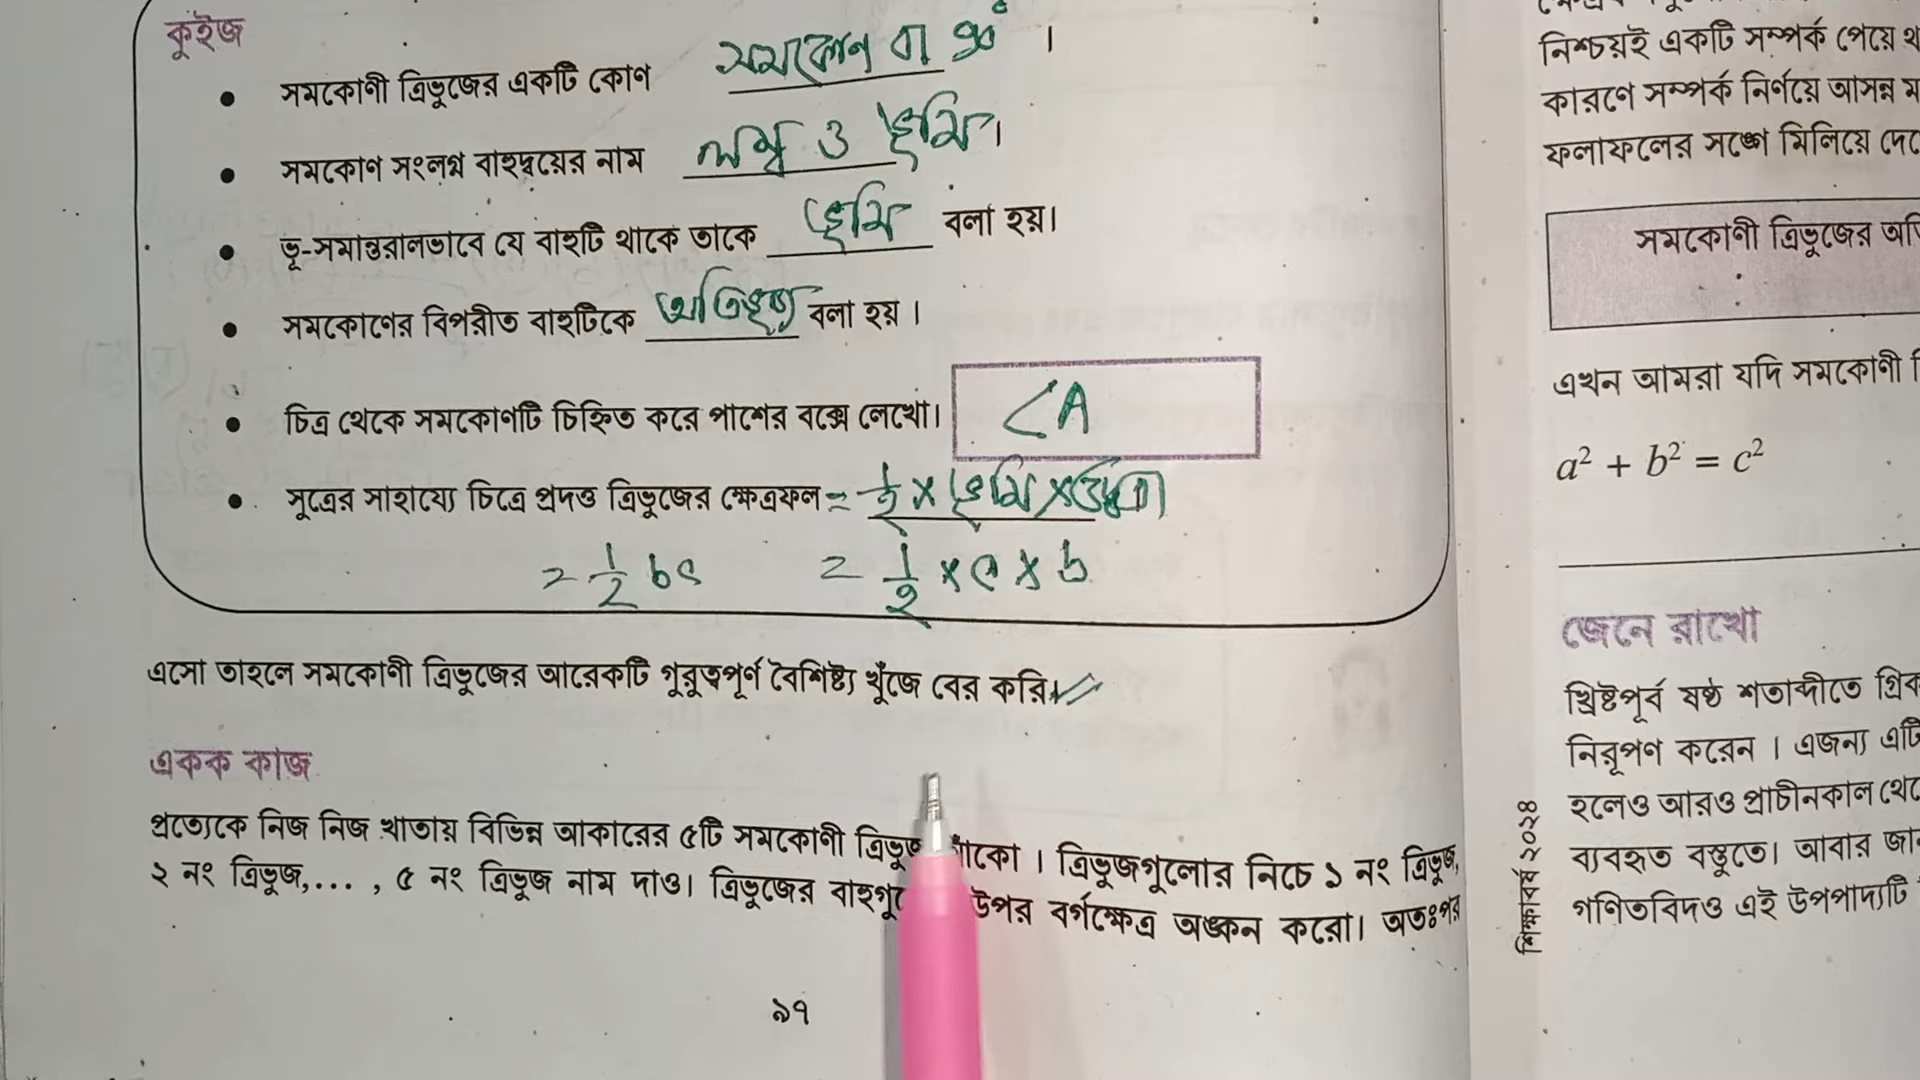 কুইজ
সমকোণী ত্রিভুজের একটি কোণ সমকোণ বা ৯০° ।
সমকোণ সংলগ্ন বাহুদ্বয়ের নাম লম্ব ও ভূমি।
ভূ-সমান্তরালভাবে যে বাহুটি থাকে তাকে ভূমি বলা হয়।
সমকোণের বিপরীত বাহুটিকে অতিভুজ বলা হয় ।
চিত্র থেকে সমকোণটি চিহ্নিত করে পাশের বক্সে লেখো। <A
সূত্রের সাহায্যে চিত্রে প্রদত্ত ত্রিভুজের ক্ষেত্রফল = ½ × ভূমি × উচ্চতা
= ½ bc = ½ × c × b
এসো তাহলে সমকোণী ত্রিভুজের আরেকটি গুরুত্বপূর্ণ বৈশিষ্ট্য খুঁজে বের করি।
একক কাজ
প্রত্যেকে নিজ নিজ খাতায় বিভিন্ন আকারের ৫টি সমকোণী । ত্রিভুজগুলোর নিচে ১ নং ত্রিভুজ,
২ নং ত্রিভুজ,... , ৫ নং ত্রিভুজ নাম দাও। ত্রিভুজের উপর বর্গক্ষেত্র অঙ্কন করো। অতঃপর
৯৭
নিশ্চয়ই একটি সম্পর্ক পেয়ে
কারণে সম্পর্ক নির্ণয়ে আসন্ন
ফলাফলের সঙ্গে মিলিয়ে
সমকোণী ত্রিভুজের
এখন আমরা যদি সমকোণী
a² + b² = c²
জেনে রাখো
খ্রিষ্টপূর্ব ষষ্ঠ শতাব্দীতে
নিরূপণ করেন । এজন্য
হলেও আরও প্রাচীনকাল
ব্যবহৃত বস্তুতে। আবার
গণিতবিদও এই উপপাদ্যটি
শিক্ষাবর্ষ ২০২৪